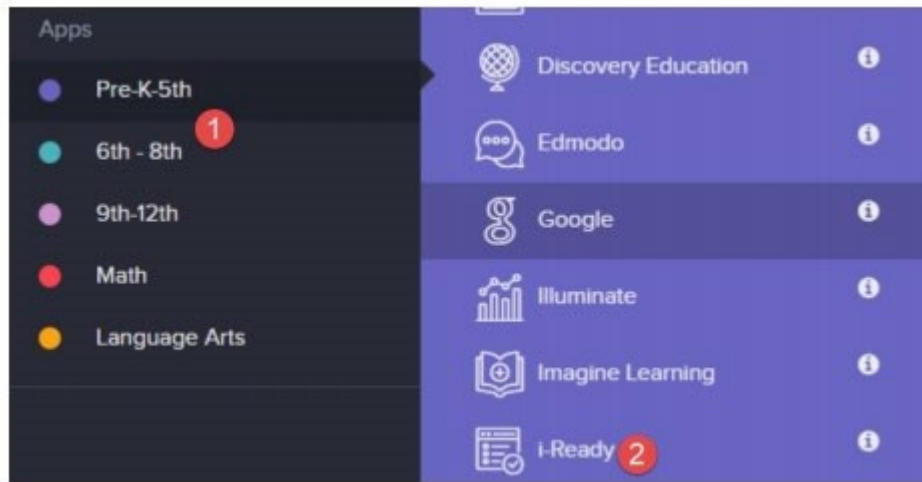 Apps
Pre-K-5th
1
6th - 8th
9th-12th
Math
Language Arts
Discovery Education
Edmodo
Google
Illuminate
Imagine Learning
i-Ready 2